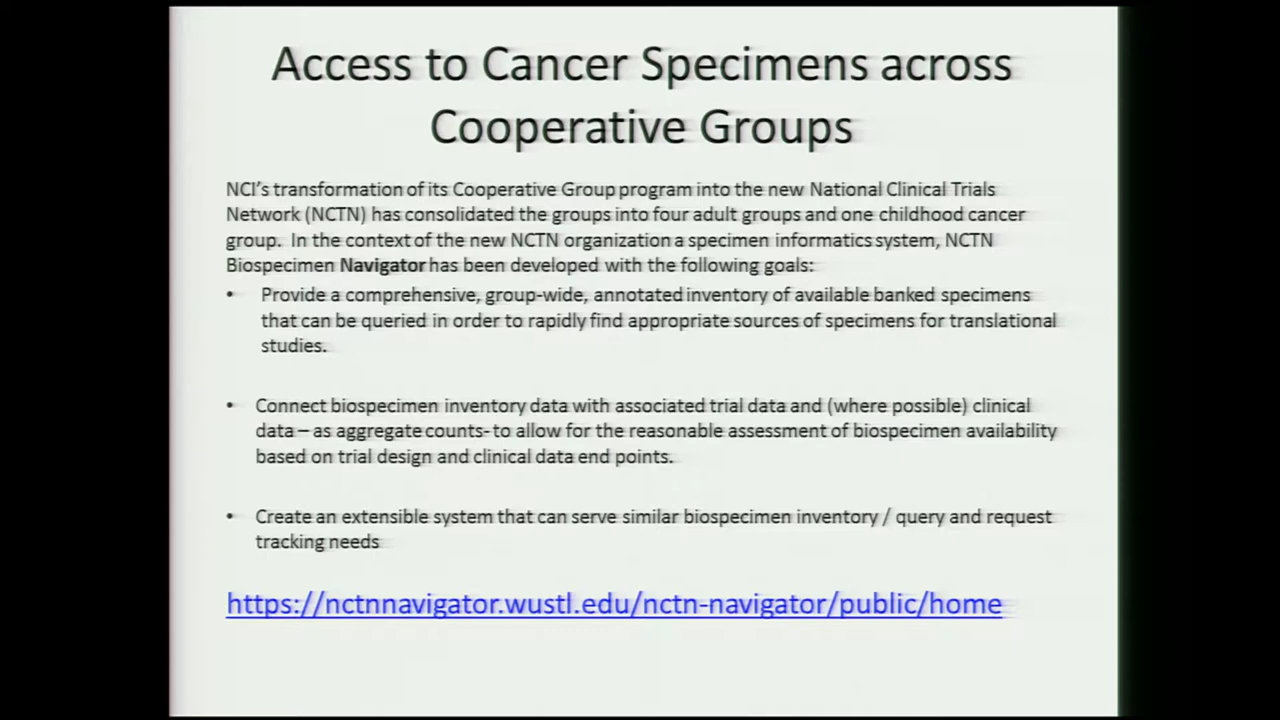 Access to Cancer Specimens across
Cooperative Groups
NCI's transformation of its Cooperative Group program into the new National Clinical Trials
Network (NCTN) has consolidated the groups into four adult groups and one childhood cancer
group. In the context of the new NCTN organization a specimen informatics system, NCTN
Biospecimen Navigator has been developed with the following goals:
• Provide a comprehensive, group-wide, annotated inventory of available banked specimens
that can be queried in order to rapidly find appropriate sources of specimens for translational
studies.
• Connect biospecimen inventory data with associated trial data and (where possible) clinical
data – as aggregate counts- to allow for the reasonable assessment of biospecimen availability
based on trial design and clinical data end points.
• Create an extensible system that can serve similar biospecimen inventory / query and request
tracking needs
https://nctnnavigator.wustl.edu/nctn-navigator/public/home